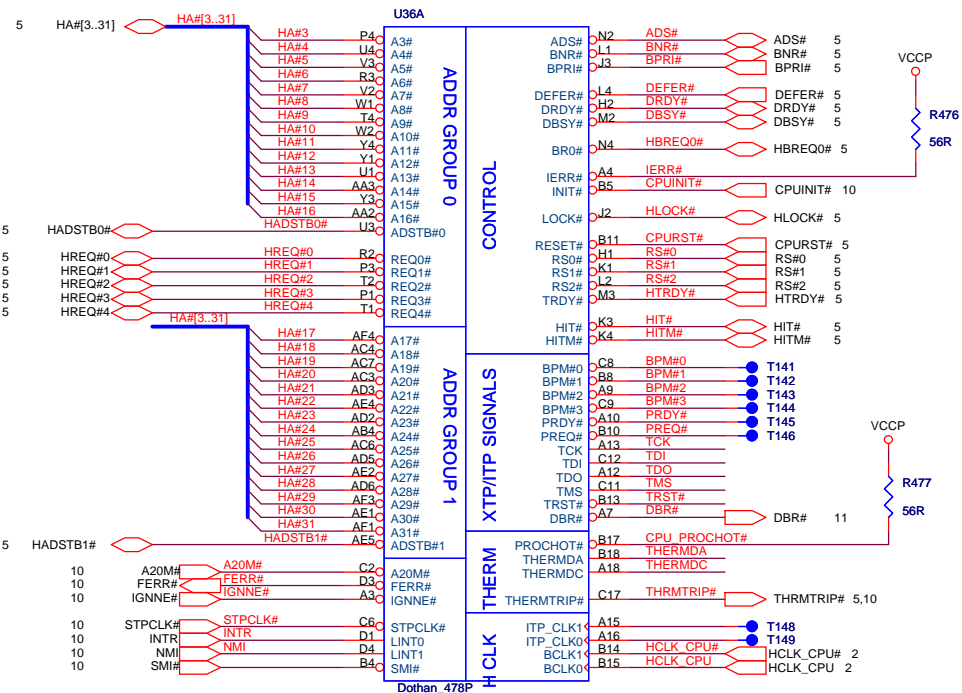 U36A
5 HA#[3..31] HA#[3..31]
HA#3 P4 A3# ADS# N2 ADS# ADS# 5
HA#4 U4 A4# BNR# L1 BNR# BNR# 5
HA#5 V3 A5# BPRI# J3 BPRI# BPRI# 5
HA#6 R3 A6# VCCP
HA#7 V2 A7# DEFER# L4 DEFER# DEFER# 5
HA#8 W1 A8# DRDY# H2 DRDY# DRDY# 5
HA#9 T4 A9# DBSY# M2 DBSY# DBSY# 5
R476
56R
HA#10 W2 A10#
HA#11 Y4 A11# BR0# N4 HBREQ0# HBREQ0# 5
HA#12 Y1 A12#
HA#13 U1 A13# IERR# A4 IERR#
HA#14 AA3 A14# INIT# B5 CPUINIT# CPUINIT# 10
HA#15 Y3 A15#
HA#16 AA2 A16# LOCK# J2 HLOCK# HLOCK# 5
5 HADSTB0# HADSTB0# U3 ADSTB#0
ADDR GROUP 0
CONTROL
RESET# B11 CPURST# CPURST# 5
5 HREQ#0 HREQ#0 R2 REQ0# RS0# H1 RS#0 RS#0 5
5 HREQ#1 HREQ#1 P3 REQ1# RS1# K1 RS#1 RS#1 5
5 HREQ#2 HREQ#2 T2 REQ2# RS2# L2 RS#2 RS#2 5
5 HREQ#3 HREQ#3 P1 REQ3# TRDY# M3 HTRDY# HTRDY# 5
5 HREQ#4 HREQ#4 T1 REQ4#
HA#[3..31]
HIT# K3 HIT# HIT# 5
HA#17 AF4 A17# HITM# K4 HITM# HITM# 5
HA#18 AC4 A18#
HA#19 AC7 A19# BPM#0 C8 BPM#0 T141
HA#20 AC3 A20# BPM#1 B8 BPM#1 T142
HA#21 AD3 A21# BPM#2 A9 BPM#2 T143
HA#22 AE4 A22# BPM#3 C9 BPM#3 T144
HA#23 AD2 A23# PRDY# A10 PRDY# T145
HA#24 AB4 A24# PREQ# B10 PREQ# T146
VCCP
HA#25 AC6 A25# TCK A13 TCK
HA#26 AD5 A26# TDI C12 TDI
HA#27 AE2 A27# TDO A12 TDO
HA#28 AD6 A28# TMS C11 TMS
HA#29 AF3 A29# TRST# B13 TRST#
HA#30 AE1 A30# DBR# A7 DBR# DBR# 11
HA#31 AF1 A31#
R477
56R
ADDR GROUP 1
XTP/ITP SIGNALS
5 HADSTB1# HADSTB1# AE5 ADSTB#1 PROCHOT# B17 CPU_PROCHOT#
THERMDA B18 THERMDA
10 A20M# A20M# C2 A20M# THERMDC A18 THERMDC
10 FERR# FERR# D3 FERR#
10 IGNNE# IGNNE# A3 IGNNE# THERMTRIP# C17 THRMTRIP# THRMTRIP# 5,10
THERM
10 STPCLK# STPCLK# C6 STPCLK# ITP_CLK1 A15 T148
10 INTR INTR D1 LINT0 ITP_CLK0 A16 T149
10 NMI NMI D4 LINT1 BCLK1 B14 HCLK_CPU# HCLK_CPU# 2
10 SMI# B4 SMI# BCLK0 B15 HCLK_CPU HCLK_CPU 2
H CLK
Dothan_478P